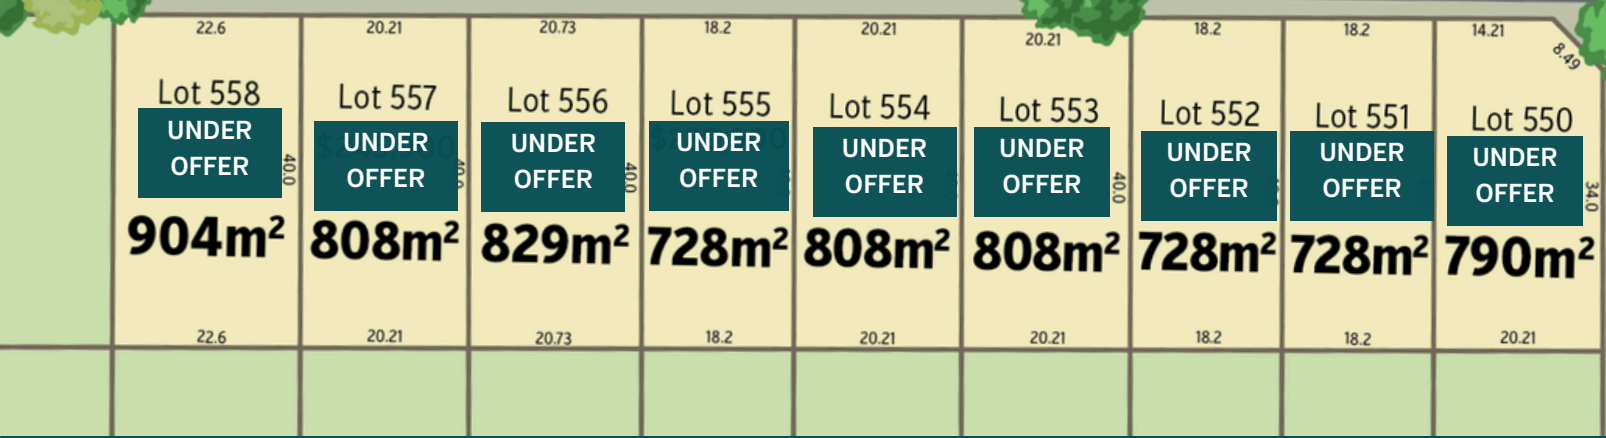 22.6
20.21
20.73
18.2
20.21
20.21
18.2
18.2
14.21
8.49
Lot 558
UNDER
OFFER
40.0
904m²
22.6
Lot 557
UNDER
OFFER
40.0
808m²
20.21
Lot 556
UNDER
OFFER
40.0
829m²
20.73
Lot 555
UNDER
OFFER
728m²
18.2
Lot 554
UNDER
OFFER
808m²
20.21
Lot 553
UNDER
OFFER
40.0
808m²
20.21
Lot 552
UNDER
OFFER
728m²
18.2
Lot 551
UNDER
OFFER
728m²
18.2
Lot 550
UNDER
OFFER
34.0
790m²
20.21